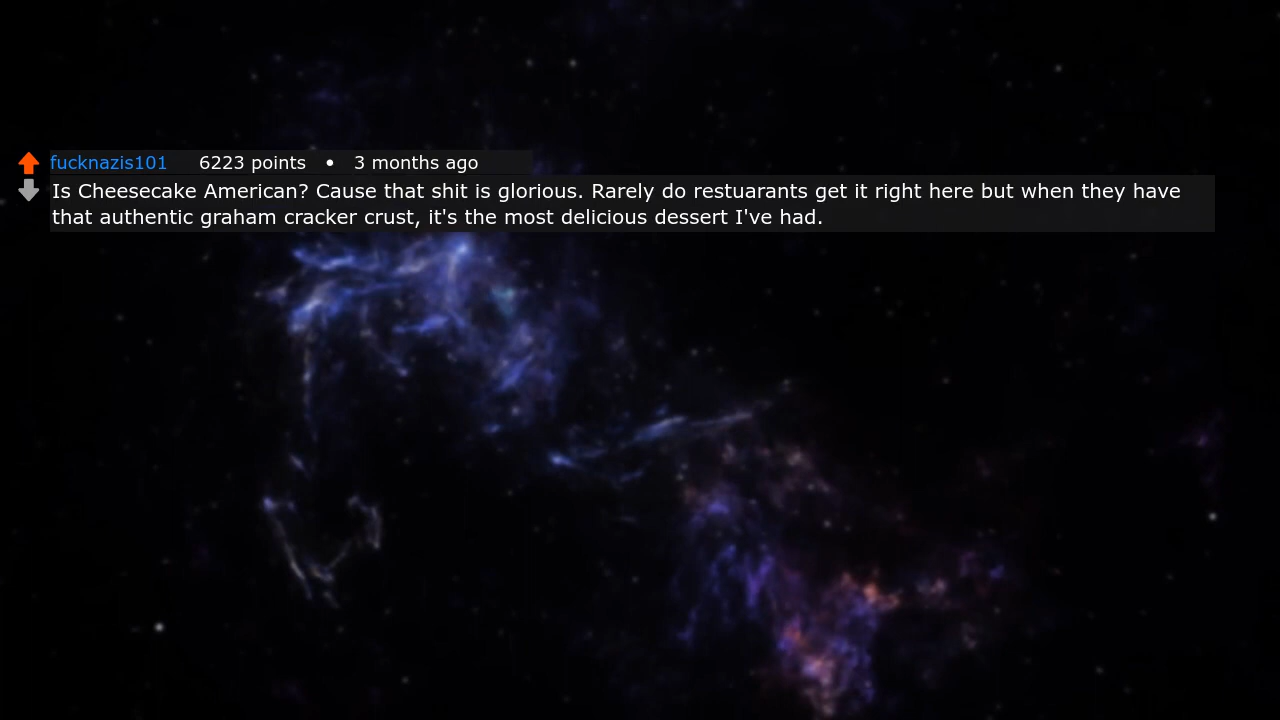 fucknazis101 6223 points • 3 months ago
Is Cheesecake American? Cause that shit is glorious. Rarely do restuarants get it right here but when they have
that authentic graham cracker crust, it's the most delicious dessert I've had.